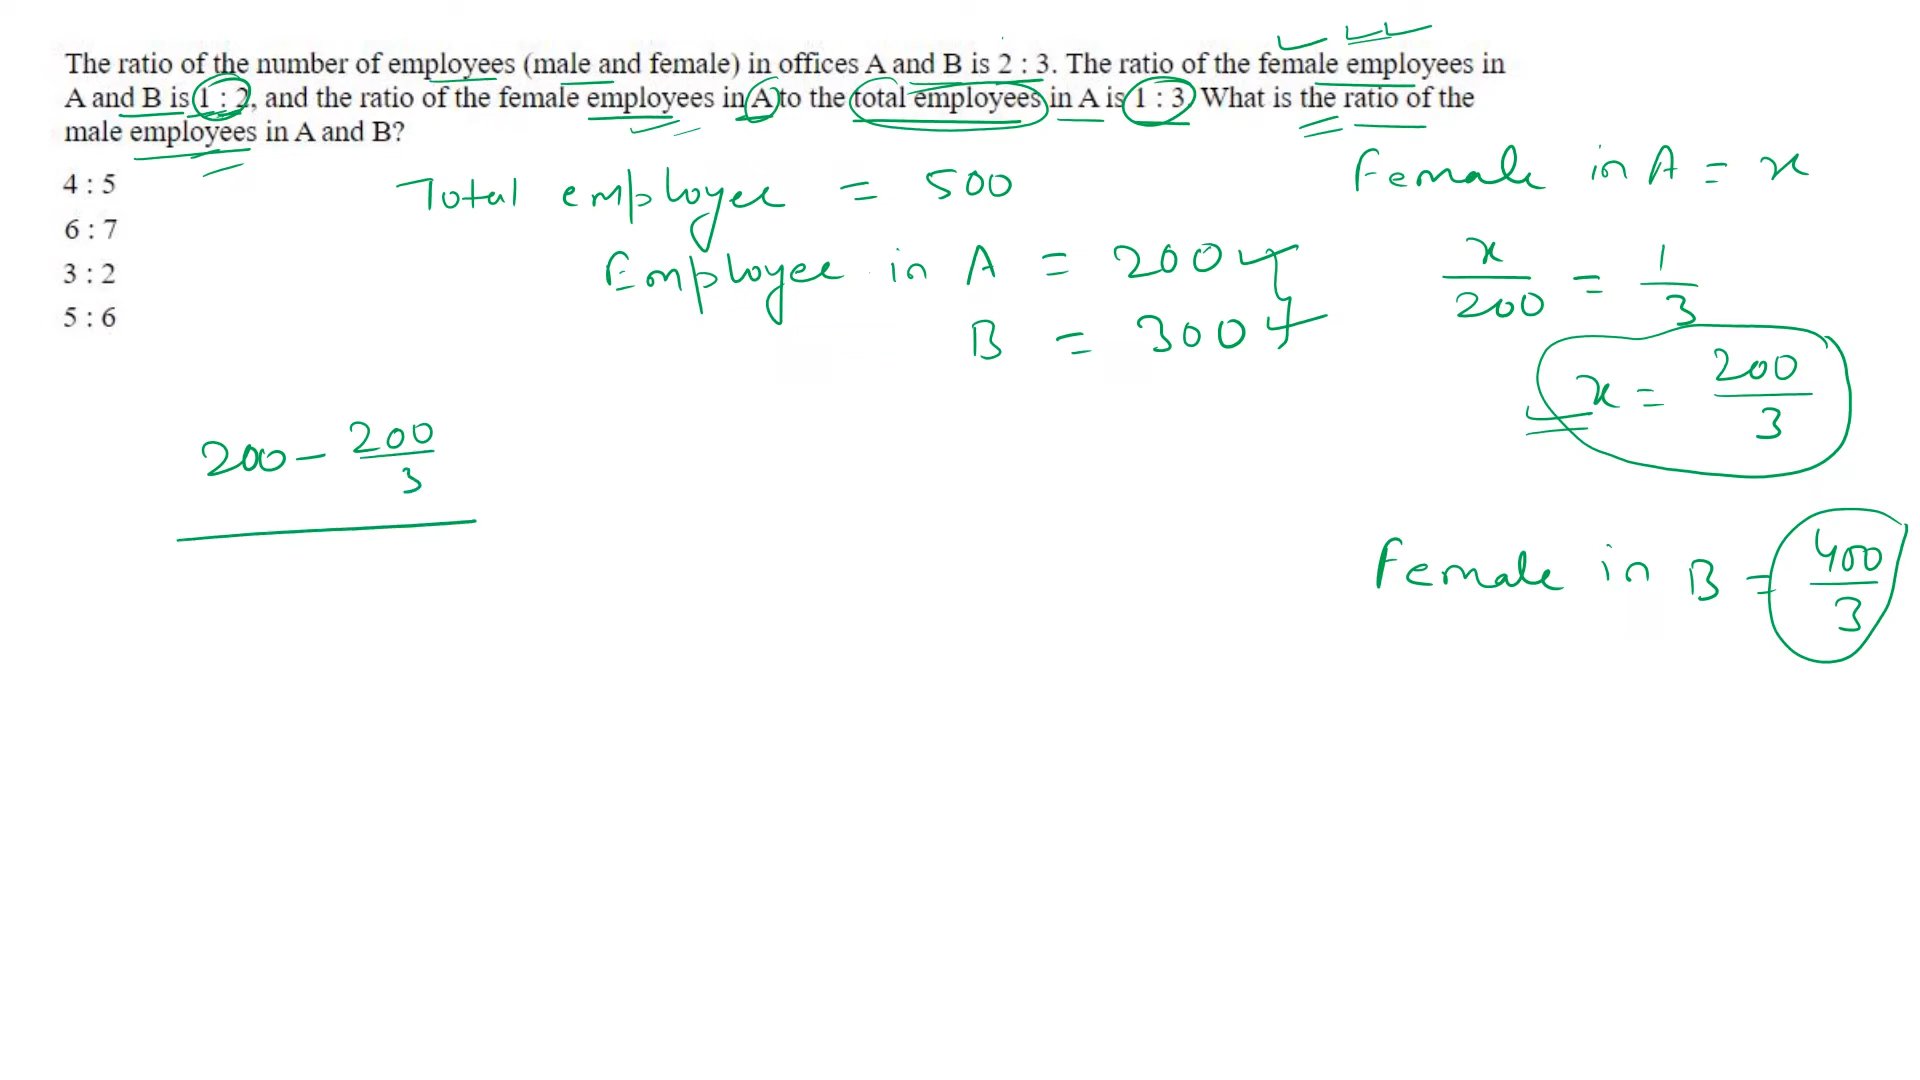 The ratio of the number of employees (male and female) in offices A and B is 2 : 3. The ratio of the female employees in
A and B is 1 : 2, and the ratio of the female employees in A to the total employees in A is 1 : 3. What is the ratio of the
male employees in A and B?
4 : 5
6 : 7
3 : 2
5 : 6
Total employee = 500
Employee in A = 200
B = 300
Female in A = x
x/200 = 1/3
x = 200/3
Female in B = 400/3
200 - 200/3